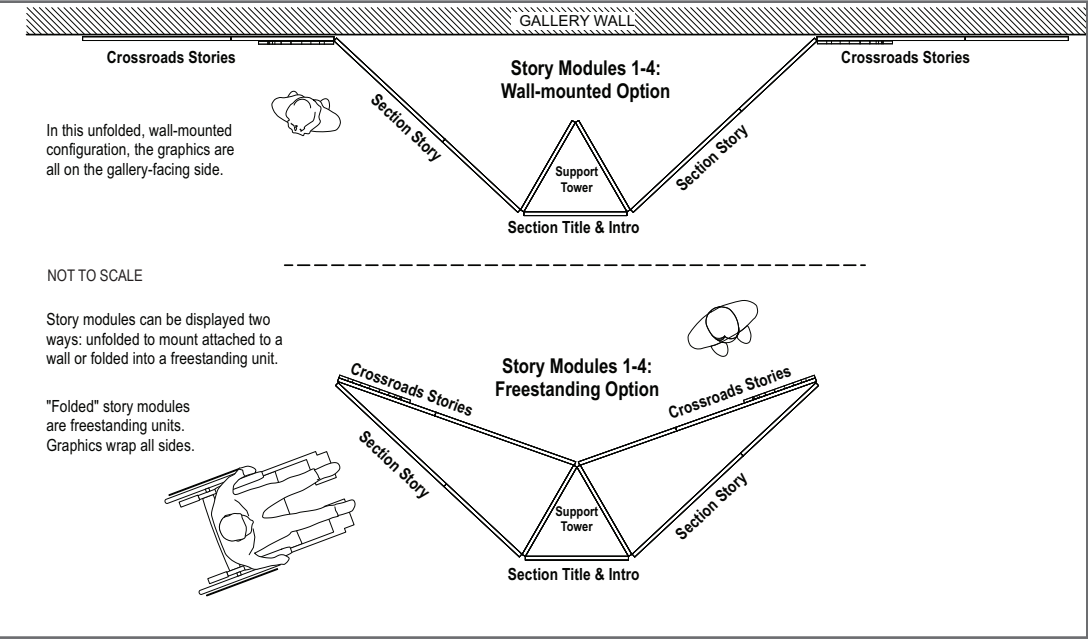 GALLERY WALL
Crossroads Stories
Crossroads Stories
Story Modules 1-4:
Wall-mounted Option
Section Story
Section Story
In this unfolded, wall-mounted
configuration, the graphics are
all on the gallery-facing side.
Support
Tower
Section Title & Intro
NOT TO SCALE
Story modules can be displayed two
ways: unfolded to mount attached to a
wall or folded into a freestanding unit.
"Folded" story modules
are freestanding units.
Graphics wrap all sides.
Story Modules 1-4:
Freestanding Option
Crossroads Stories
Crossroads Stories
Section Story
Section Story
Support
Tower
Section Title & Intro